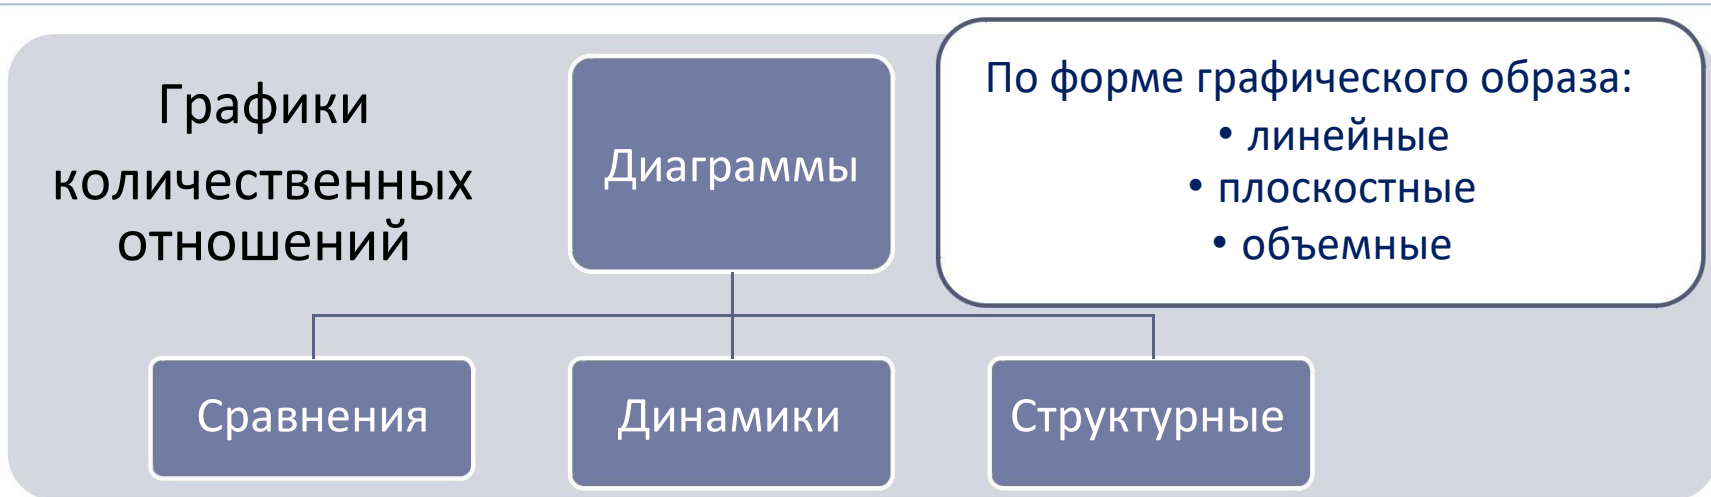 Графики
количественных
отношений
Диаграммы
По форме графического образа:
• линейные
• плоскостные
• объемные
Сравнения
Динамики
Структурные